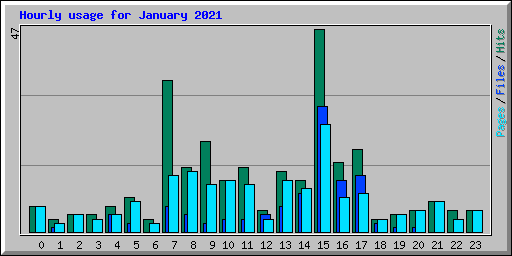 Hourly usage for January 2021
47
Pages / Files / Hits
0 1 2 3 4 5 6 7 8 9 10 11 12 13 14 15 16 17 18 19 20 21 22 23